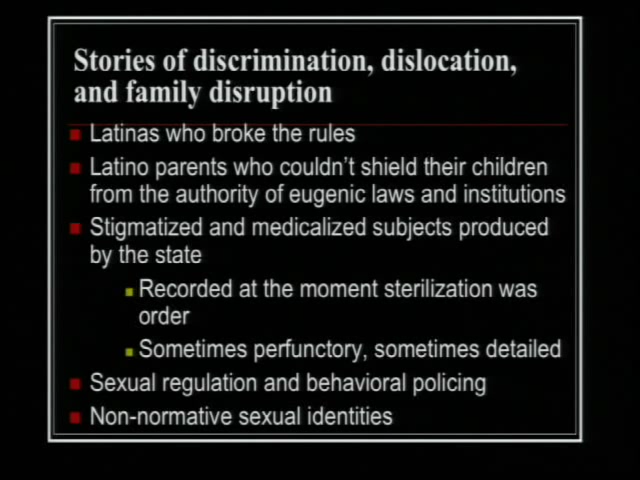 Stories of discrimination, dislocation,
and family disruption
Latinas who broke the rules
Latino parents who couldn't shield their children
from the authority of eugenic laws and institutions
Stigmatized and medicalized subjects produced
by the state
Recorded at the moment sterilization was
order
Sometimes perfunctory, sometimes detailed
Sexual regulation and behavioral policing
Non-normative sexual identities